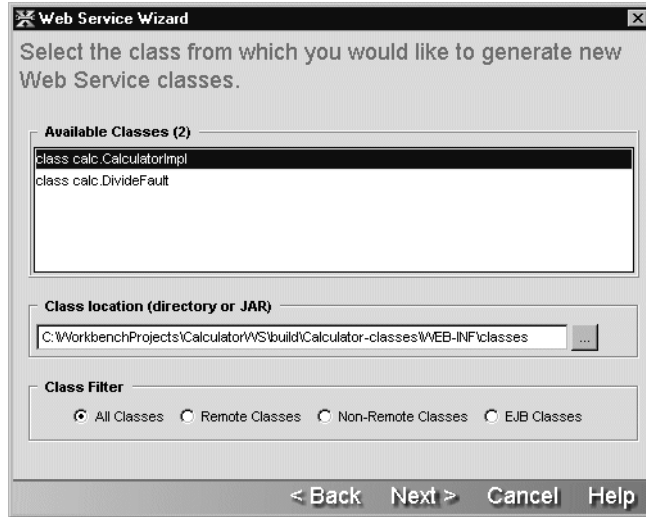 Web Service Wizard
Select the class from which you would like to generate new
Web Service classes.
Available Classes (2)
class calc.CalculatorImpl
class calc.DivideFault
Class location (directory or JAR)
C:\WorkbenchProjects\CalculatorWS\build\Calculator-classes\WEB-INF\classes
...
Class Filter
All Classes Remote Classes Non-Remote Classes EJB Classes
< Back Next > Cancel Help